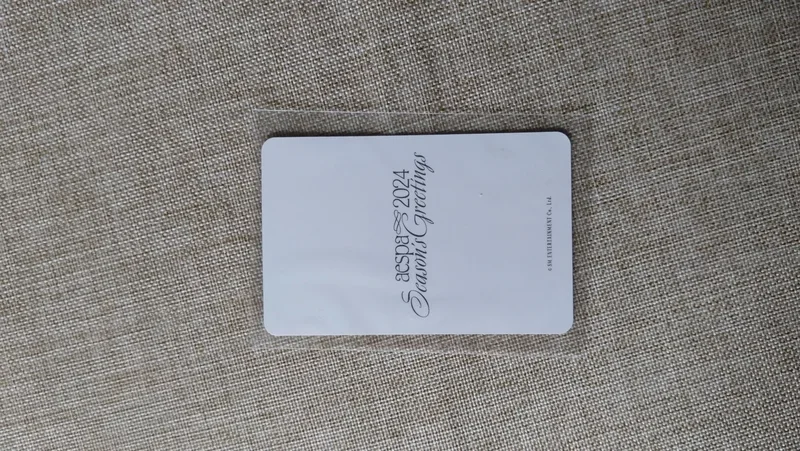 aespa 2024
Season's Greetings
© SM ENTERTAINMENT Co., Ltd.